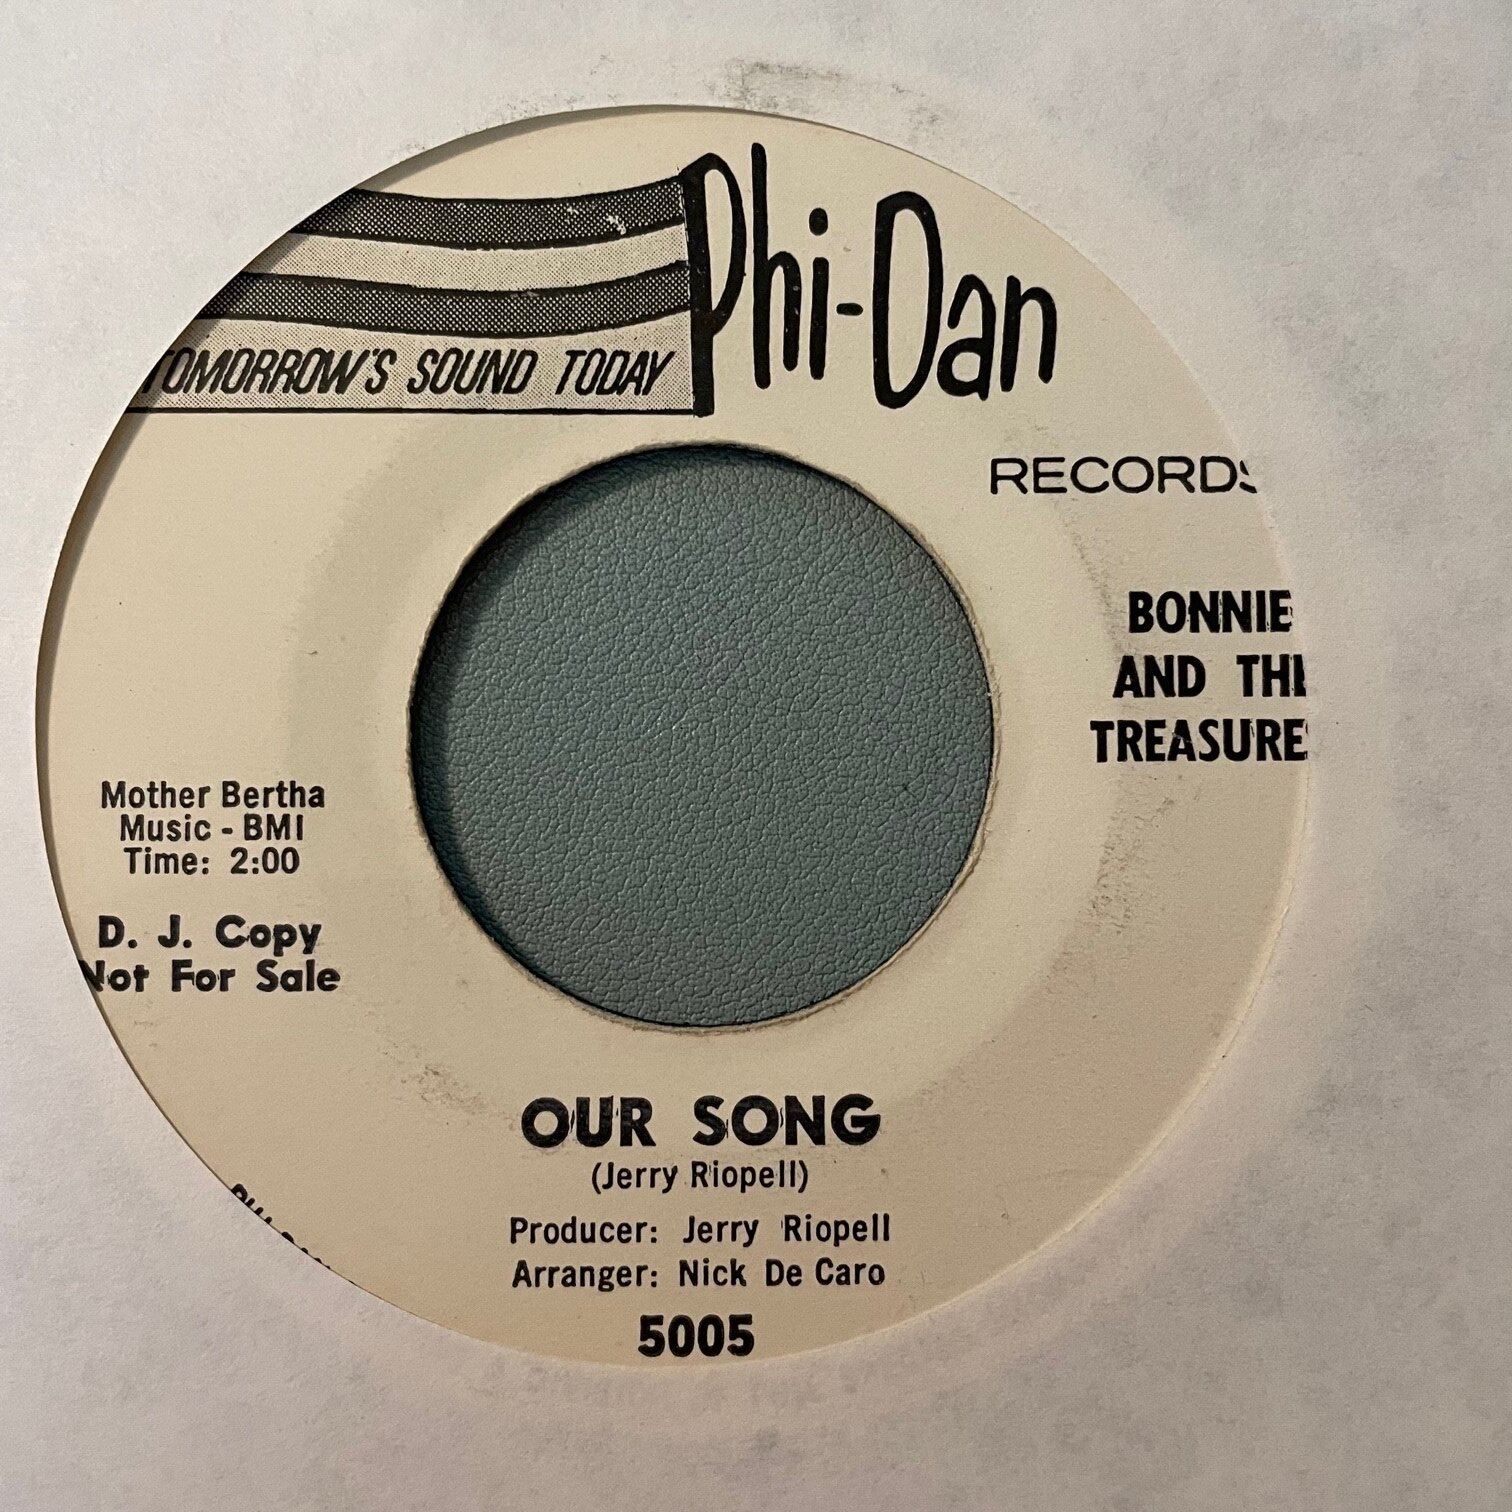 Phi-Dan
TOMORROW'S SOUND TODAY
RECORDS
BONNIE
AND THE
TREASURE
Mother Bertha
Music - BMI
Time: 2:00
D. J. Copy
Not For Sale
OUR SONG
(Jerry Riopell)
Producer: Jerry Riopell
Arranger: Nick De Caro
5005